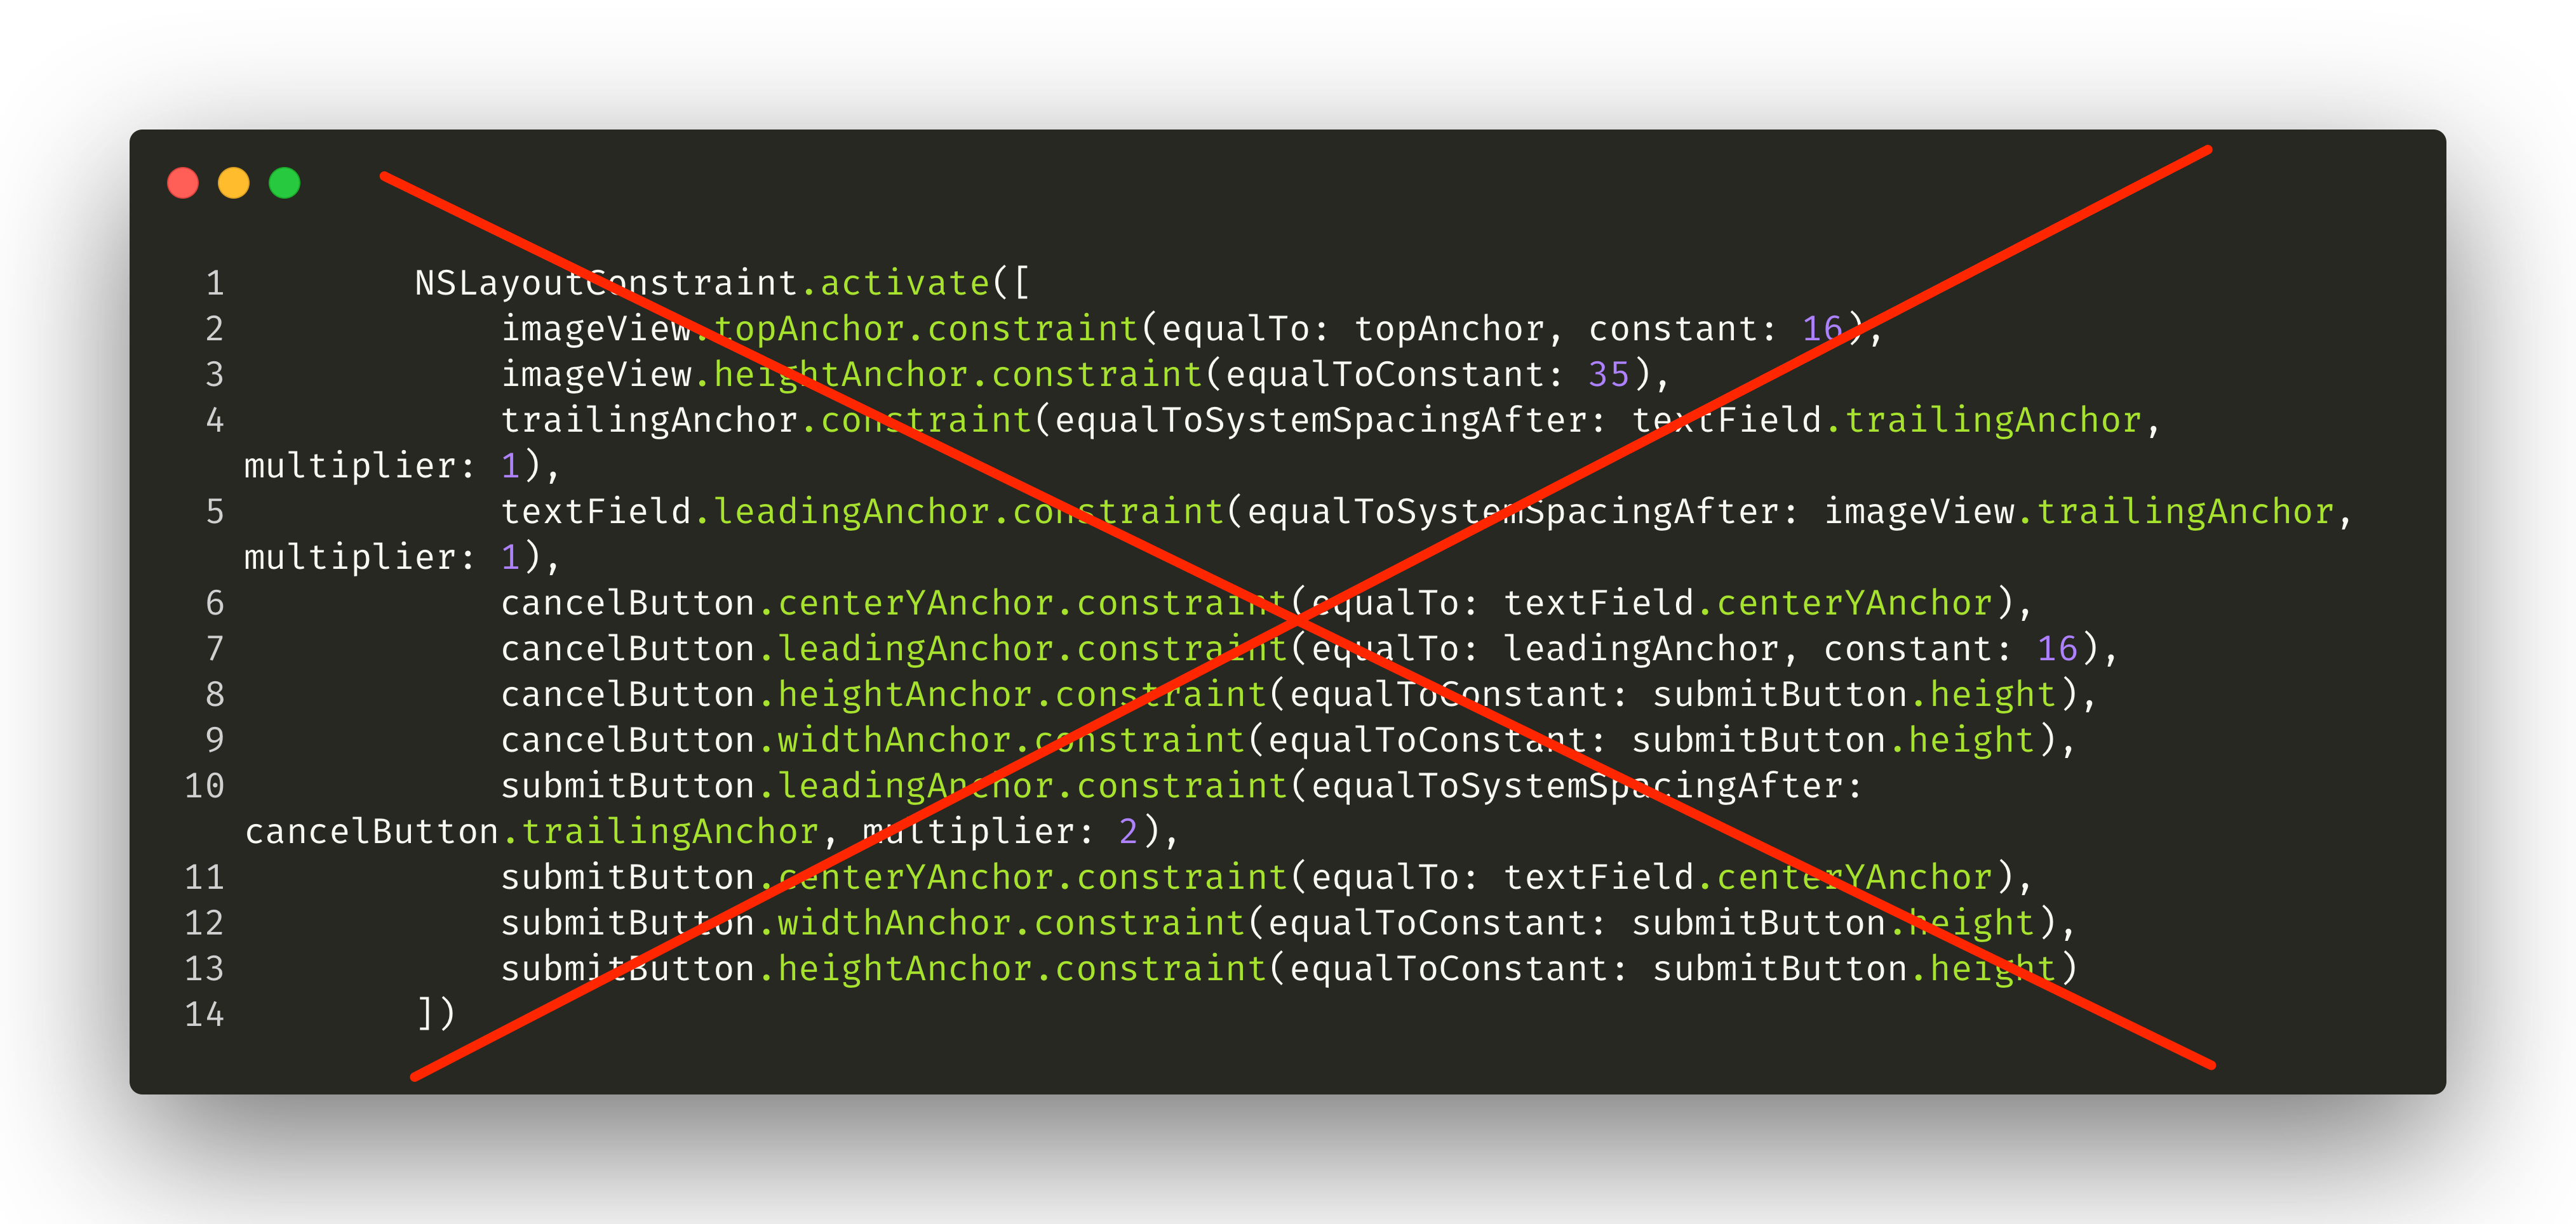 1 NSLayoutConstraint.activate([
2 imageView.topAnchor.constraint(equalTo: topAnchor, constant: 16),
3 imageView.heightAnchor.constraint(equalToConstant: 35),
4 trailingAnchor.constraint(equalToSystemSpacingAfter: textField.trailingAnchor,
multiplier: 1),
5 textField.leadingAnchor.constraint(equalToSystemSpacingAfter: imageView.trailingAnchor,
multiplier: 1),
6 cancelButton.centerYAnchor.constraint(equalTo: textField.centerYAnchor),
7 cancelButton.leadingAnchor.constraint(equalTo: leadingAnchor, constant: 16),
8 cancelButton.heightAnchor.constraint(equalToConstant: submitButton.height),
9 cancelButton.widthAnchor.constraint(equalToConstant: submitButton.height),
10 submitButton.leadingAnchor.constraint(equalToSystemSpacingAfter:
cancelButton.trailingAnchor, multiplier: 2),
11 submitButton.centerYAnchor.constraint(equalTo: textField.centerYAnchor),
12 submitButton.widthAnchor.constraint(equalToConstant: submitButton.height),
13 submitButton.heightAnchor.constraint(equalToConstant: submitButton.height)
14 ])